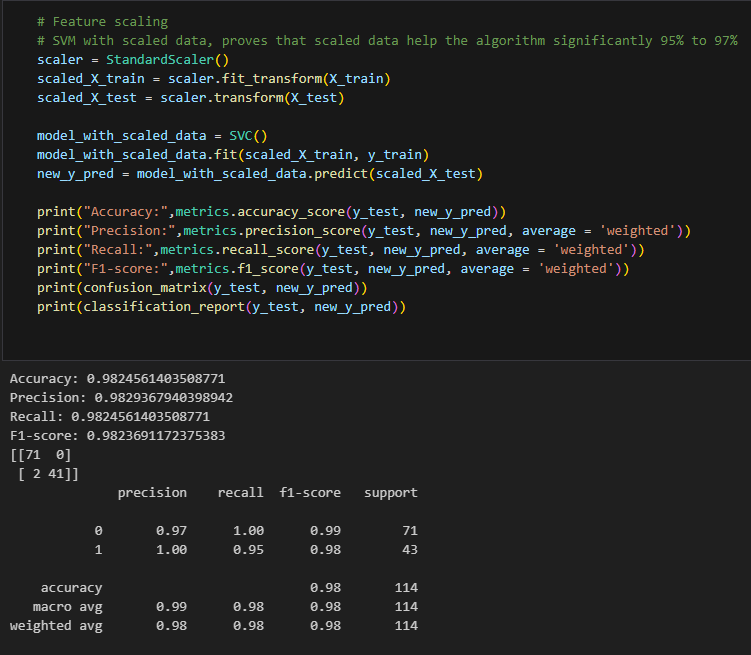 # Feature scaling
# SVM with scaled data, proves that scaled data help the algorithm significantly 95% to 97%
scaler = StandardScaler()
scaled_X_train = scaler.fit_transform(X_train)
scaled_X_test = scaler.transform(X_test)

model_with_scaled_data = SVC()
model_with_scaled_data.fit(scaled_X_train, y_train)
new_y_pred = model_with_scaled_data.predict(scaled_X_test)

print("Accuracy:",metrics.accuracy_score(y_test, new_y_pred))
print("Precision:",metrics.precision_score(y_test, new_y_pred, average = 'weighted'))
print("Recall:",metrics.recall_score(y_test, new_y_pred, average = 'weighted'))
print("F1-score:",metrics.f1_score(y_test, new_y_pred, average = 'weighted'))
print(confusion_matrix(y_test, new_y_pred))
print(classification_report(y_test, new_y_pred))

Accuracy: 0.9824561403508771
Precision: 0.9829367940398942
Recall: 0.9824561403508771
F1-score: 0.9823691172375383
[[71  0]
 [ 2 41]]
              precision    recall  f1-score   support

           0       0.97      1.00      0.99        71
           1       1.00      0.95      0.98        43

    accuracy                           0.98       114
   macro avg       0.99      0.98      0.98       114
weighted avg       0.98      0.98      0.98       114